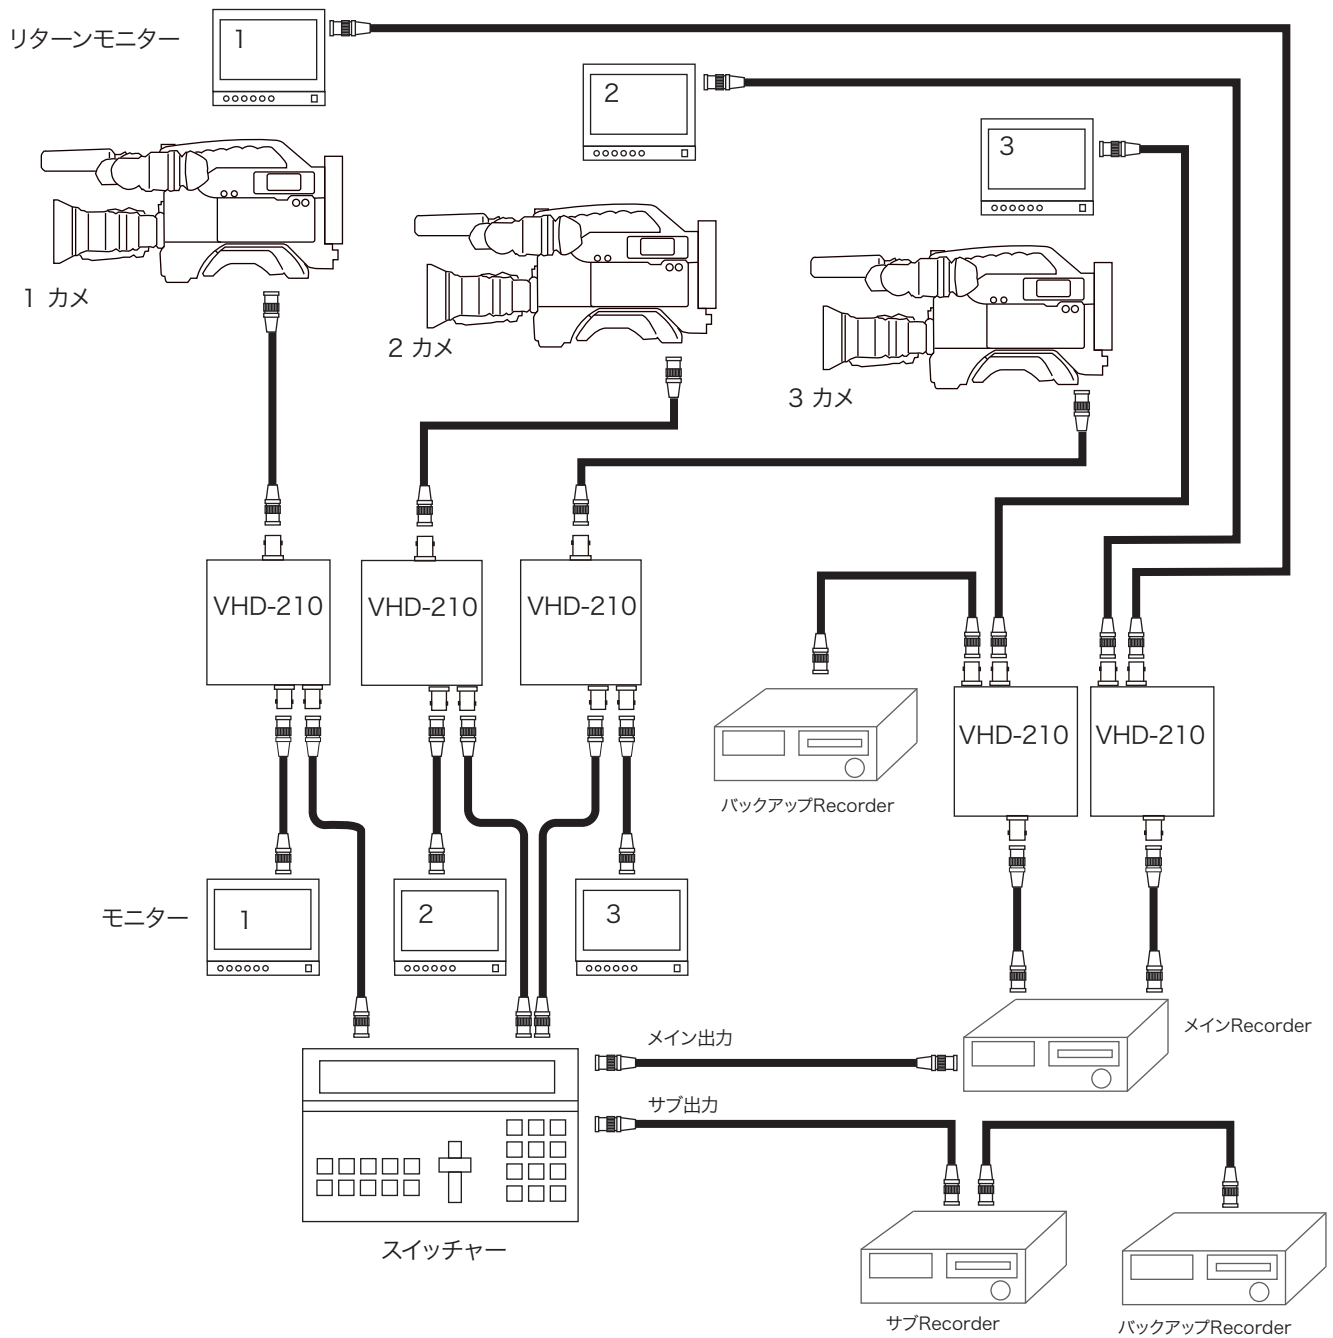 リターンモニター
1
2
3
1 カメ
2 カメ
3 カメ
VHD-210
VHD-210
VHD-210
VHD-210
VHD-210
バックアップRecorder
モニター
1
2
3
メイン出力
メインRecorder
サブ出力
スイッチャー
サブRecorder
バックアップRecorder